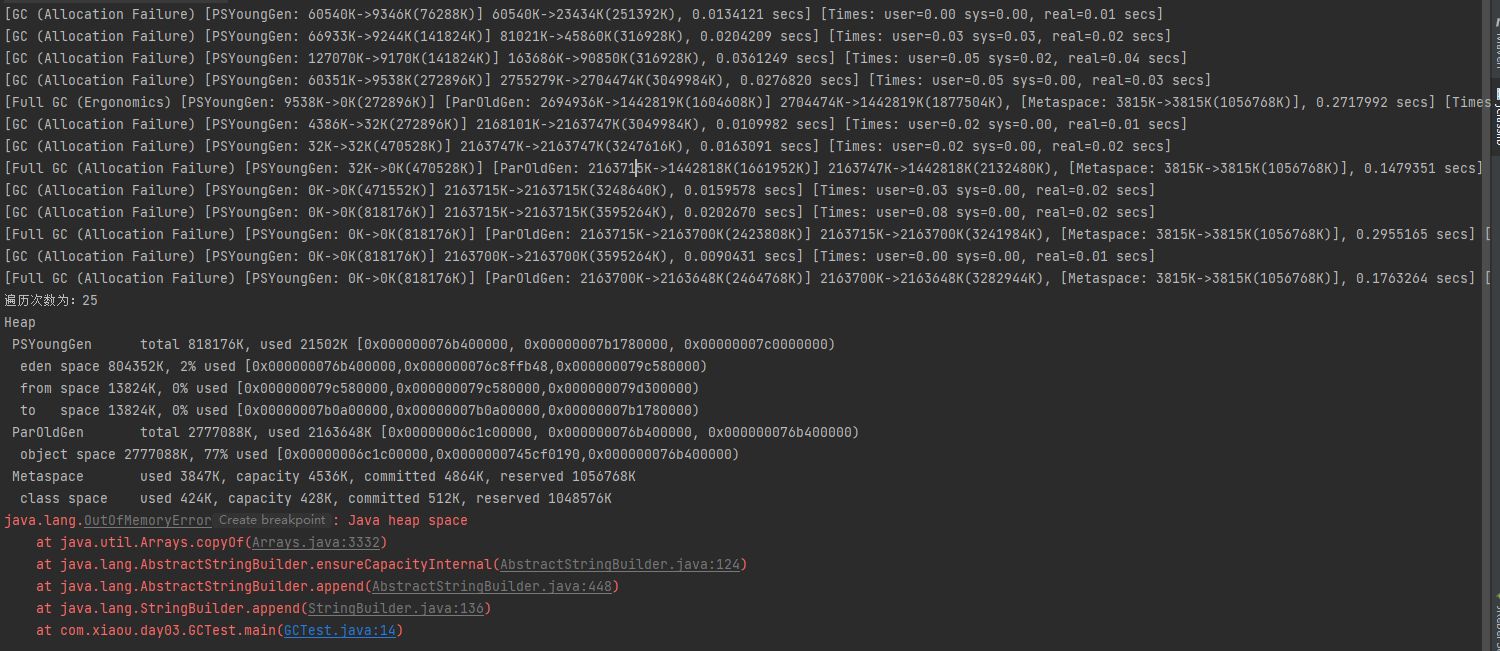 [GC (Allocation Failure) [PSYoungGen: 60540K->9346K(76288K)] 60540K->23434K(251392K), 0.0134121 secs] [Times: user=0.00 sys=0.00, real=0.01 secs]
[GC (Allocation Failure) [PSYoungGen: 66933K->9244K(141824K)] 81021K->45860K(316928K), 0.0204209 secs] [Times: user=0.03 sys=0.03, real=0.02 secs]
[GC (Allocation Failure) [PSYoungGen: 127070K->9170K(141824K)] 163686K->90850K(316928K), 0.0361249 secs] [Times: user=0.05 sys=0.02, real=0.04 secs]
[GC (Allocation Failure) [PSYoungGen: 60351K->9538K(272896K)] 2755279K->2704474K(3049984K), 0.0276820 secs] [Times: user=0.05 sys=0.00, real=0.03 secs]
[Full GC (Ergonomics) [PSYoungGen: 9538K->0K(272896K)] [ParOldGen: 2694936K->1442819K(1604608K)] 2704474K->1442819K(1877504K), [Metaspace: 3815K->3815K(1056768K)], 0.2717992 secs] [Times
[GC (Allocation Failure) [PSYoungGen: 4386K->32K(272896K)] 2168101K->2163747K(3049984K), 0.0109982 secs] [Times: user=0.02 sys=0.00, real=0.01 secs]
[GC (Allocation Failure) [PSYoungGen: 32K->32K(470528K)] 2163747K->2163747K(3247616K), 0.0163091 secs] [Times: user=0.02 sys=0.00, real=0.02 secs]
[Full GC (Allocation Failure) [PSYoungGen: 32K->0K(470528K)] [ParOldGen: 2163715K->1442818K(1661952K)] 2163747K->1442818K(2132480K), [Metaspace: 3815K->3815K(1056768K)], 0.1479351 secs]
[GC (Allocation Failure) [PSYoungGen: 0K->0K(471552K)] 2163715K->2163715K(3248640K), 0.0159578 secs] [Times: user=0.03 sys=0.00, real=0.02 secs]
[GC (Allocation Failure) [PSYoungGen: 0K->0K(818176K)] 2163715K->2163715K(3595264K), 0.0202670 secs] [Times: user=0.08 sys=0.00, real=0.02 secs]
[Full GC (Allocation Failure) [PSYoungGen: 0K->0K(818176K)] [ParOldGen: 2163715K->2163700K(2423808K)] 2163715K->2163700K(3241984K), [Metaspace: 3815K->3815K(1056768K)], 0.2955165 secs] [
[GC (Allocation Failure) [PSYoungGen: 0K->0K(818176K)] 2163700K->2163700K(3595264K), 0.0090431 secs] [Times: user=0.00 sys=0.00, real=0.01 secs]
[Full GC (Allocation Failure) [PSYoungGen: 0K->0K(818176K)] [ParOldGen: 2163700K->2163648K(2464768K)] 2163700K->2163648K(3282944K), [Metaspace: 3815K->3815K(1056768K)], 0.1763264 secs] [
遍历次数为：25
Heap
PSYoungGen total 818176K, used 21502K [0x000000076b400000, 0x00000007b1780000, 0x00000007c0000000)
eden space 804352K, 2% used [0x000000076b400000,0x000000076c8ffb48,0x000000079c580000)
from space 13824K, 0% used [0x000000079c580000,0x000000079c580000,0x000000079d300000)
to space 13824K, 0% used [0x00000007b0a00000,0x00000007b0a00000,0x00000007b1780000)
ParOldGen total 2777088K, used 2163648K [0x00000006c1c00000, 0x000000076b400000, 0x000000076b400000)
object space 2777088K, 77% used [0x00000006c1c00000,0x0000000745cf0190,0x000000076b400000)
Metaspace used 3847K, capacity 4536K, committed 4864K, reserved 1056768K
class space used 424K, capacity 428K, committed 512K, reserved 1048576K
java.lang.OutOfMemoryError Create breakpoint : Java heap space
at java.util.Arrays.copyOf(Arrays.java:3332)
at java.lang.AbstractStringBuilder.ensureCapacityInternal(AbstractStringBuilder.java:124)
at java.lang.AbstractStringBuilder.append(AbstractStringBuilder.java:448)
at java.lang.StringBuilder.append(StringBuilder.java:136)
at com.xiaou.day03.GCTest.main(GCTest.java:14)